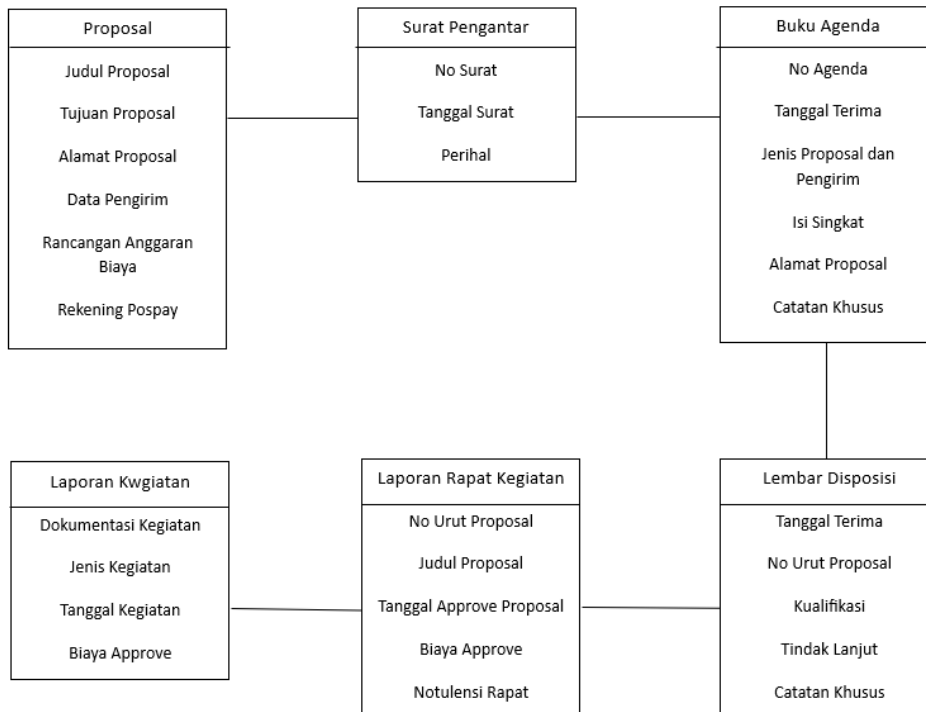 Proposal
Judul Proposal
Tujuan Proposal
Alamat Proposal
Data Pengirim
Rancangan Anggaran
Biaya
Rekening Pospay
Surat Pengantar
No Surat
Tanggal Surat
Perihal
Buku Agenda
No Agenda
Tanggal Terima
Jenis Proposal dan
Pengirim
Isi Singkat
Alamat Proposal
Catatan Khusus
Laporan Kwgiatan
Dokumentasi Kegiatan
Jenis Kegiatan
Tanggal Kegiatan
Biaya Approve
Laporan Rapat Kegiatan
No Urut Proposal
Judul Proposal
Tanggal Approve Proposal
Biaya Approve
Notulensi Rapat
Lembar Disposisi
Tanggal Terima
No Urut Proposal
Kualifikasi
Tindak Lanjut
Catatan Khusus